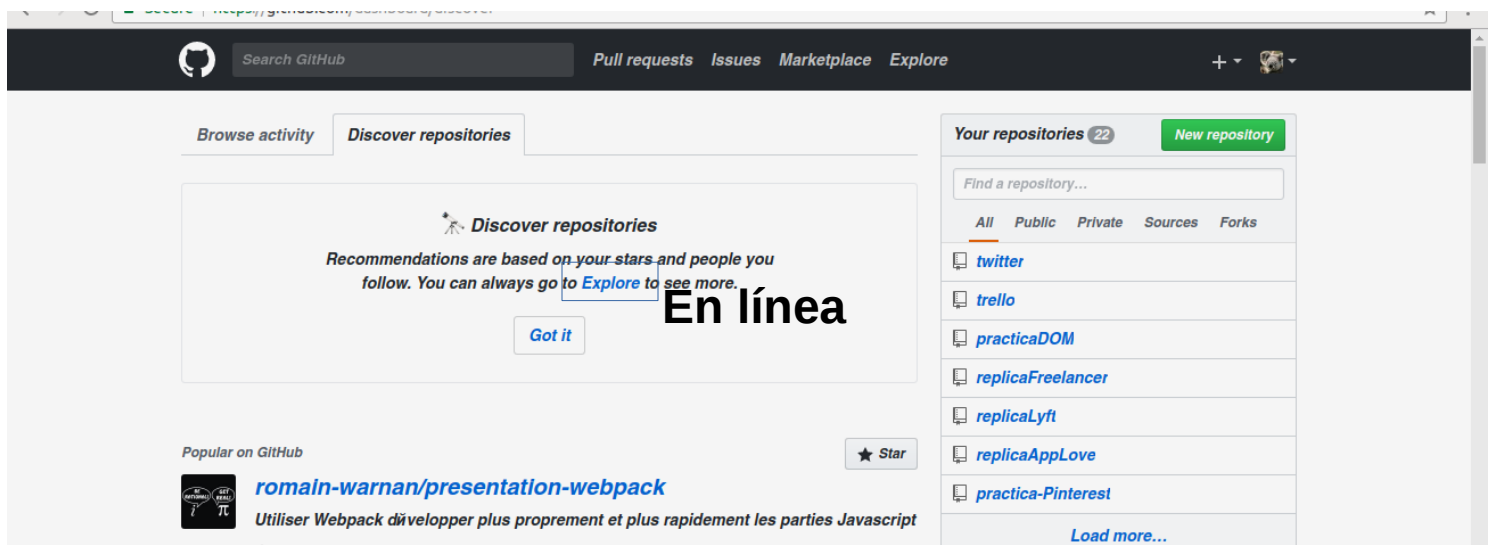 Search GitHub
Pull requests Issues Marketplace Explore
Browse activity
Discover repositories
Discover repositories
Recommendations are based on your stars and people you
follow. You can always go to Explore to see more.
En línea
Got it
Popular on GitHub
Star
romain-warnan/presentation-webpack
Utiliser Webpack dйvelopper plus proprement et plus rapidement les parties Javascript
Your repositories 22
New repository
Find a repository…
All Public Private Sources Forks
twitter
trello
practicaDOM
replicaFreelancer
replicaLyft
replicaAppLove
practica-Pinterest
Load more…